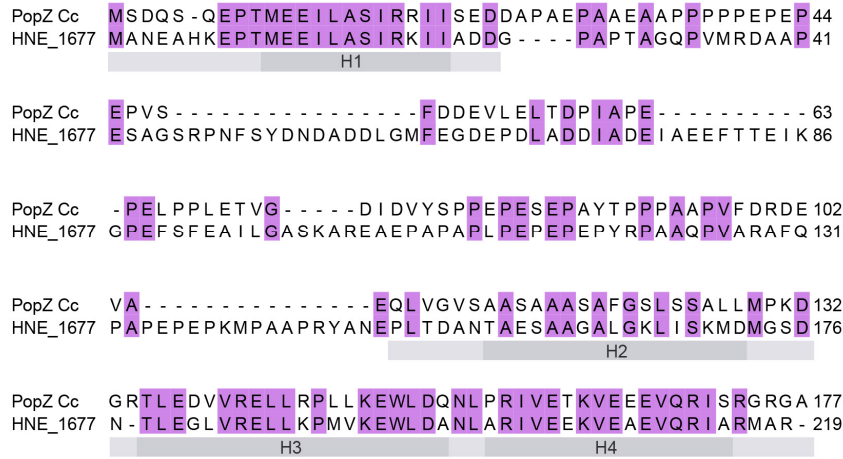 PopZ Cc MSDQS-QEPTMEEILASIRRIISEDDAPAEPAAEAAPPPPPEPEP 44
HNE_1677 MANEAHKEPTMEEILASIRKIIADDG----PAPTAGQPVMRDAAP 41
H1
PopZ Cc EPVS----------------FDDEVLELTDPIAPE---------- 63
HNE_1677 ESAGSRPNFSYDNDADDLGMFEGDEPDLADDIADEIAEEFTTEIK 86
PopZ Cc -PELPPLETVG-----DIDVYSPPEPESEPAYTPPPAAPVFDRDE 102
HNE_1677 GPEFSFEAILGASKAREAEPAPAPLPEPEPEPYRPAAQPVARAFQ 131
PopZ Cc VA---------------EQLVGVSAASAAASAFGSLSSALLMPKD 132
HNE_1677 PAPEPEPKMPAAPRYANEPLTDANTAESAAGALGKLISKMDMGSD 176
H2
PopZ Cc GRTLEDVVRELLRPLLKEWLDQNLPRIVETKVEEEVQRISRGRGA 177
HNE_1677 N-TLEGLVRELLKPMVKEWLDANLARIVEEKVEAEVQRIARMAR- 219
H3 H4